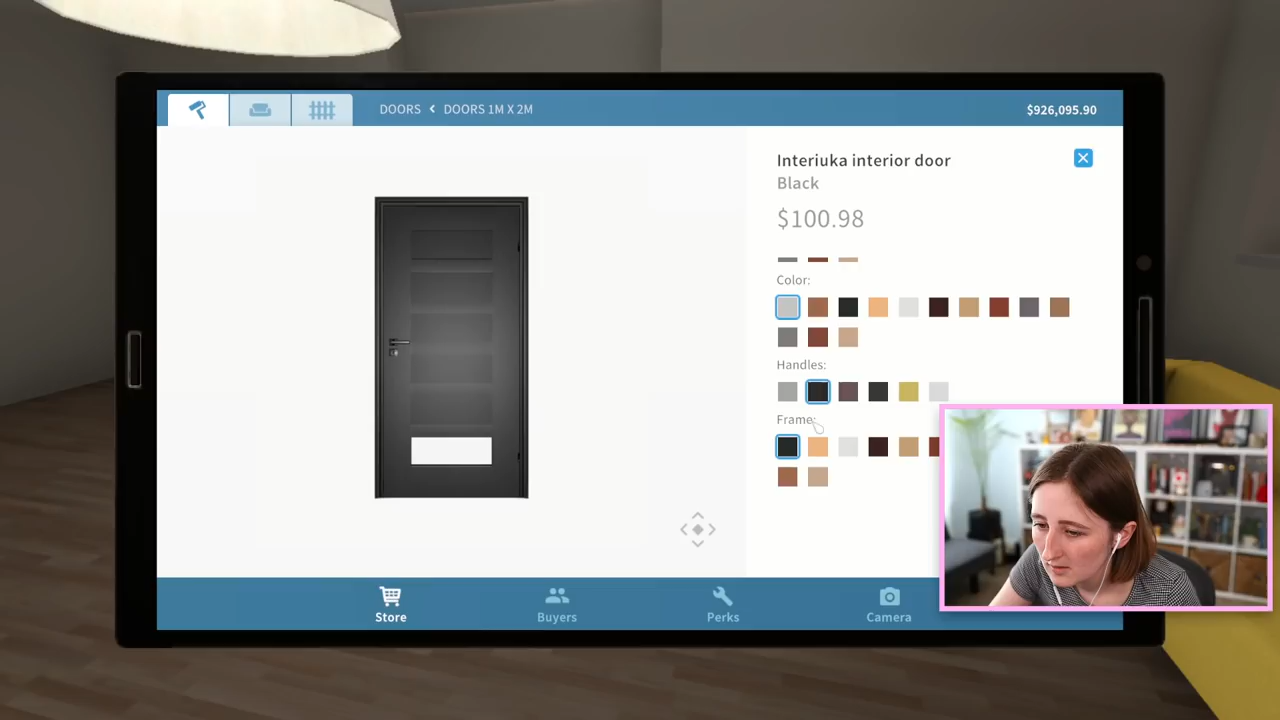 DOORS < DOORS 1M X 2M
$926,095.90
Interiuka interior door
Black
$100.98
Color:
Handles:
Frame:
Store
Buyers
Perks
Camera